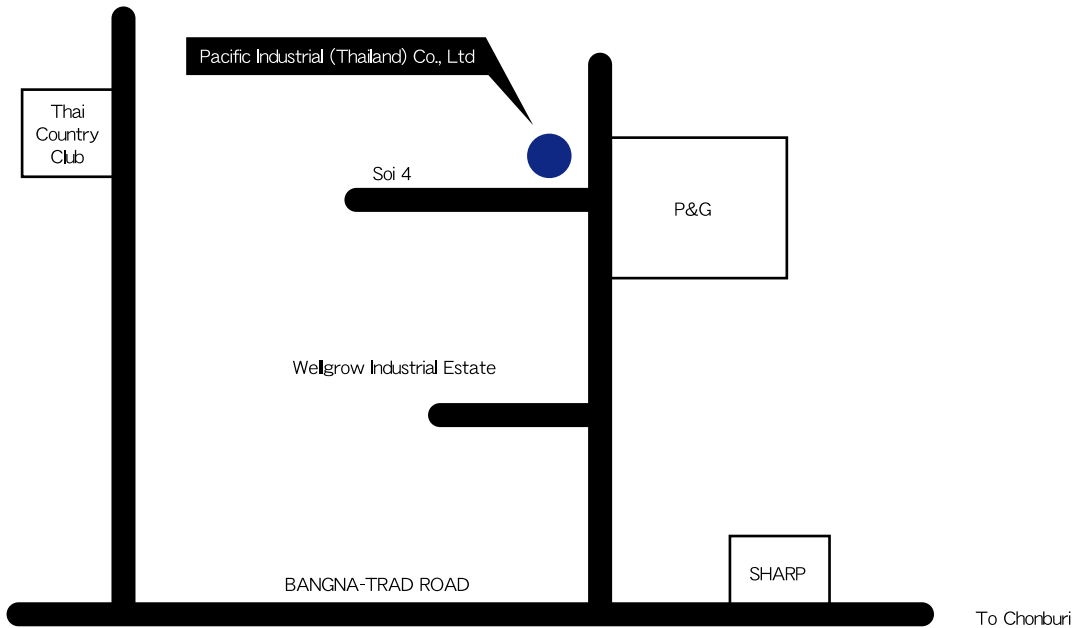 Pacific Industrial (Thailand) Co., Ltd
Thai
Country
Club
Soi 4
P&G
Wellgrow Industrial Estate
SHARP
BANGNA-TRAD ROAD
To Chonburi